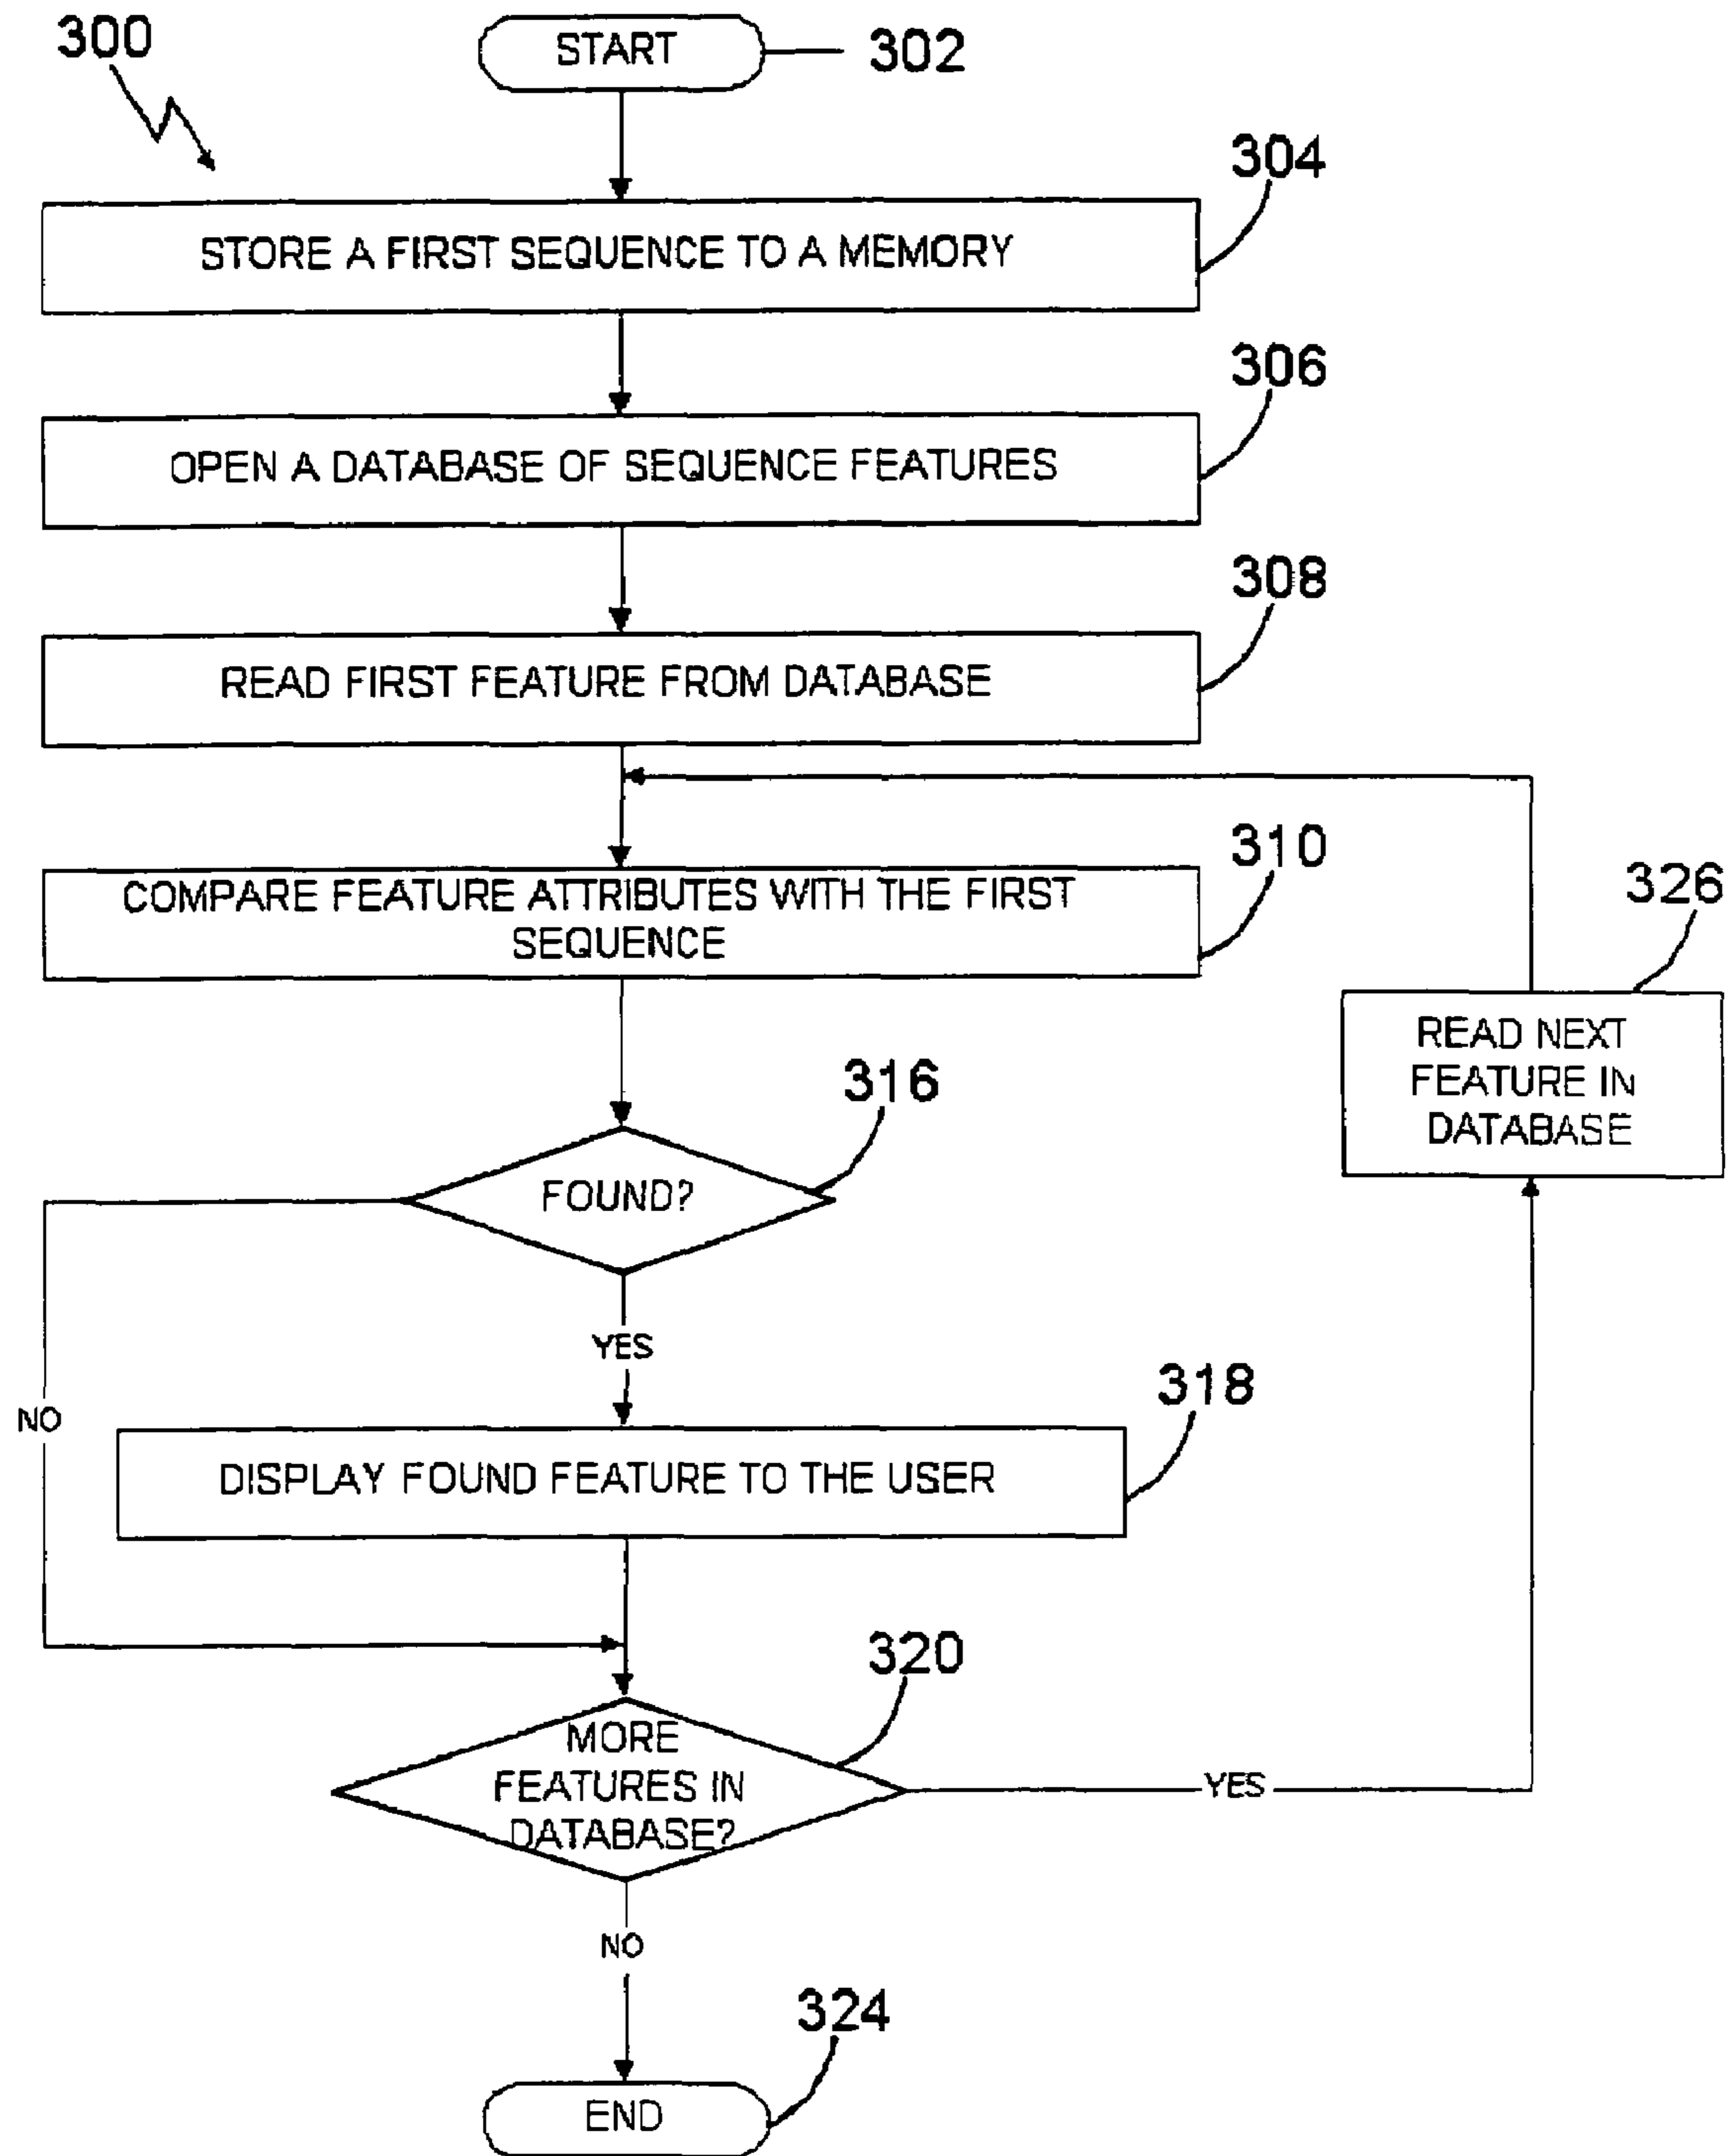 300
START
302
304
STORE A FIRST SEQUENCE TO A MEMORY
306
OPEN A DATABASE OF SEQUENCE FEATURES
308
READ FIRST FEATURE FROM DATABASE
310
COMPARE FEATURE ATTRIBUTES WITH THE FIRST
SEQUENCE
326
READ NEXT
FEATURE IN
DATABASE
316
FOUND?
YES
NO
318
DISPLAY FOUND FEATURE TO THE USER
320
MORE
FEATURES IN
DATABASE?
YES
NO
324
END